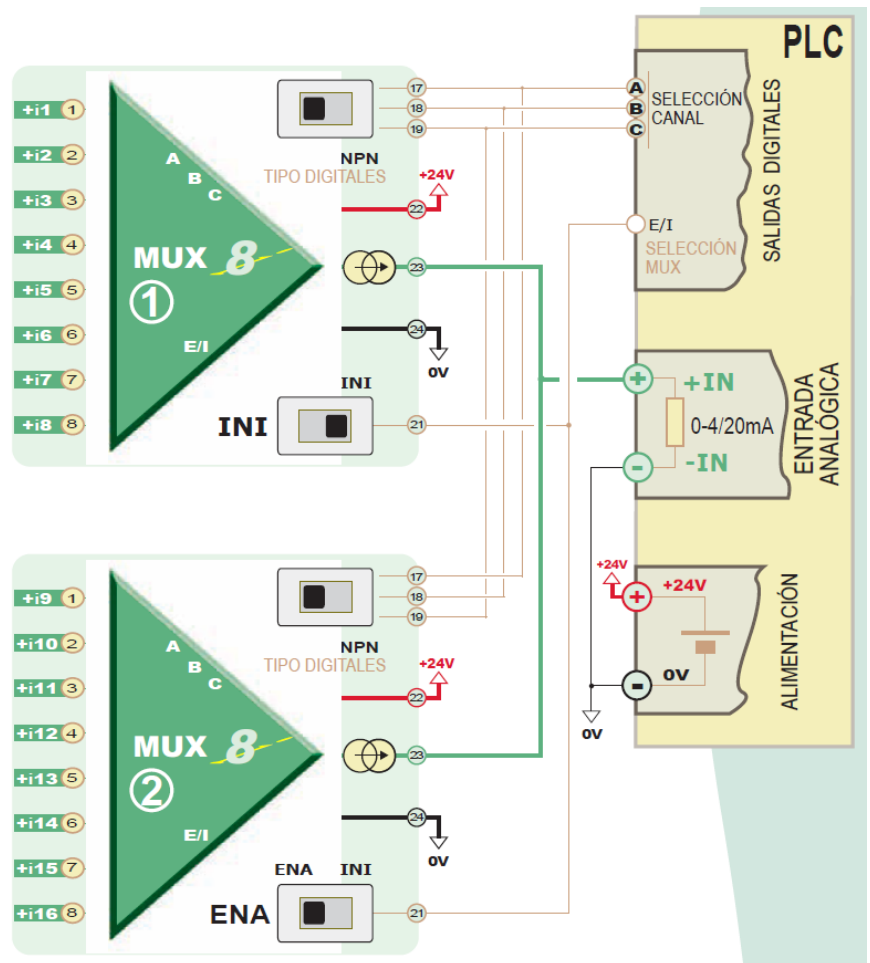 PLC
SALIDAS DIGITALES
A
B
C
SELECCIÓN
CANAL
E/I
SELECCIÓN
MUX
+i1 1
+i2 2
+i3 3
+i4 4
+i5 5
+i6 6
+i7 7
+i8 8
A
B
C
MUX 8
1
E/I
17
18
19
NPN
TIPO DIGITALES
+24V
22
23
24
0V
INI
INI
21
+
+IN
0-4/20mA
-
-IN
ENTRADA
ANALÓGICA
+i9 1
+i10 2
+i11 3
+i12 4
+i13 5
+i14 6
+i15 7
+i16 8
A
B
C
MUX 8
2
E/I
17
18
19
NPN
TIPO DIGITALES
+24V
22
23
24
0V
ENA INI
ENA
21
+24V
+
+24V
-
0V
0V
ALIMENTACIÓN